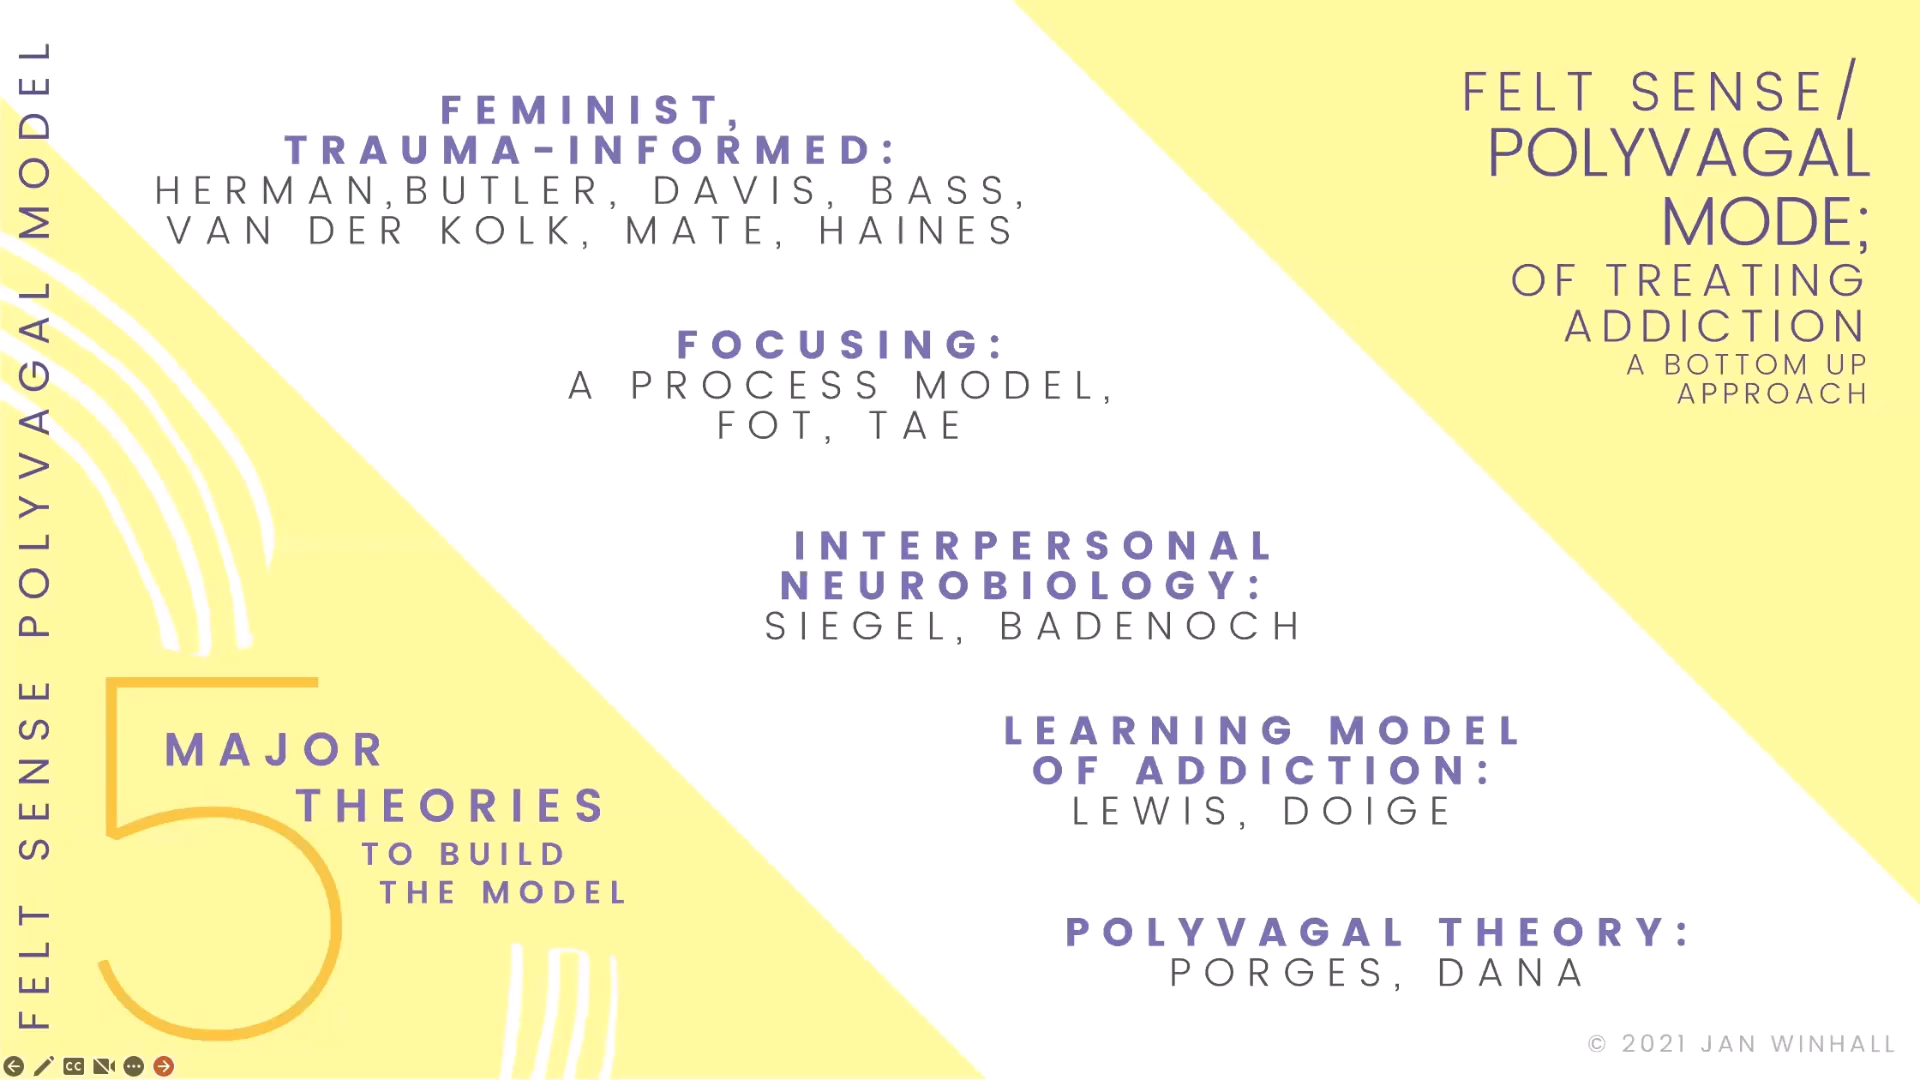 FELT SENSE POLYVAGAL MODEL
FEMINIST,
TRAUMA-INFORMED:
HERMAN,BUTLER, DAVIS, BASS,
VAN DER KOLK, MATE, HAINES
FOCUSING:
A PROCESS MODEL,
FOT, TAE
INTERPERSONAL
NEUROBIOLOGY:
SIEGEL, BADENOCH
LEARNING MODEL
OF ADDICTION:
LEWIS, DOIGE
POLYVAGAL THEORY:
PORGES, DANA
FELT SENSE/
POLYVAGAL
MODE;
OF TREATING
ADDICTION
A BOTTOM UP
APPROACH
5
MAJOR
THEORIES
TO BUILD
THE MODEL
CC
© 2021 JAN WINHALL